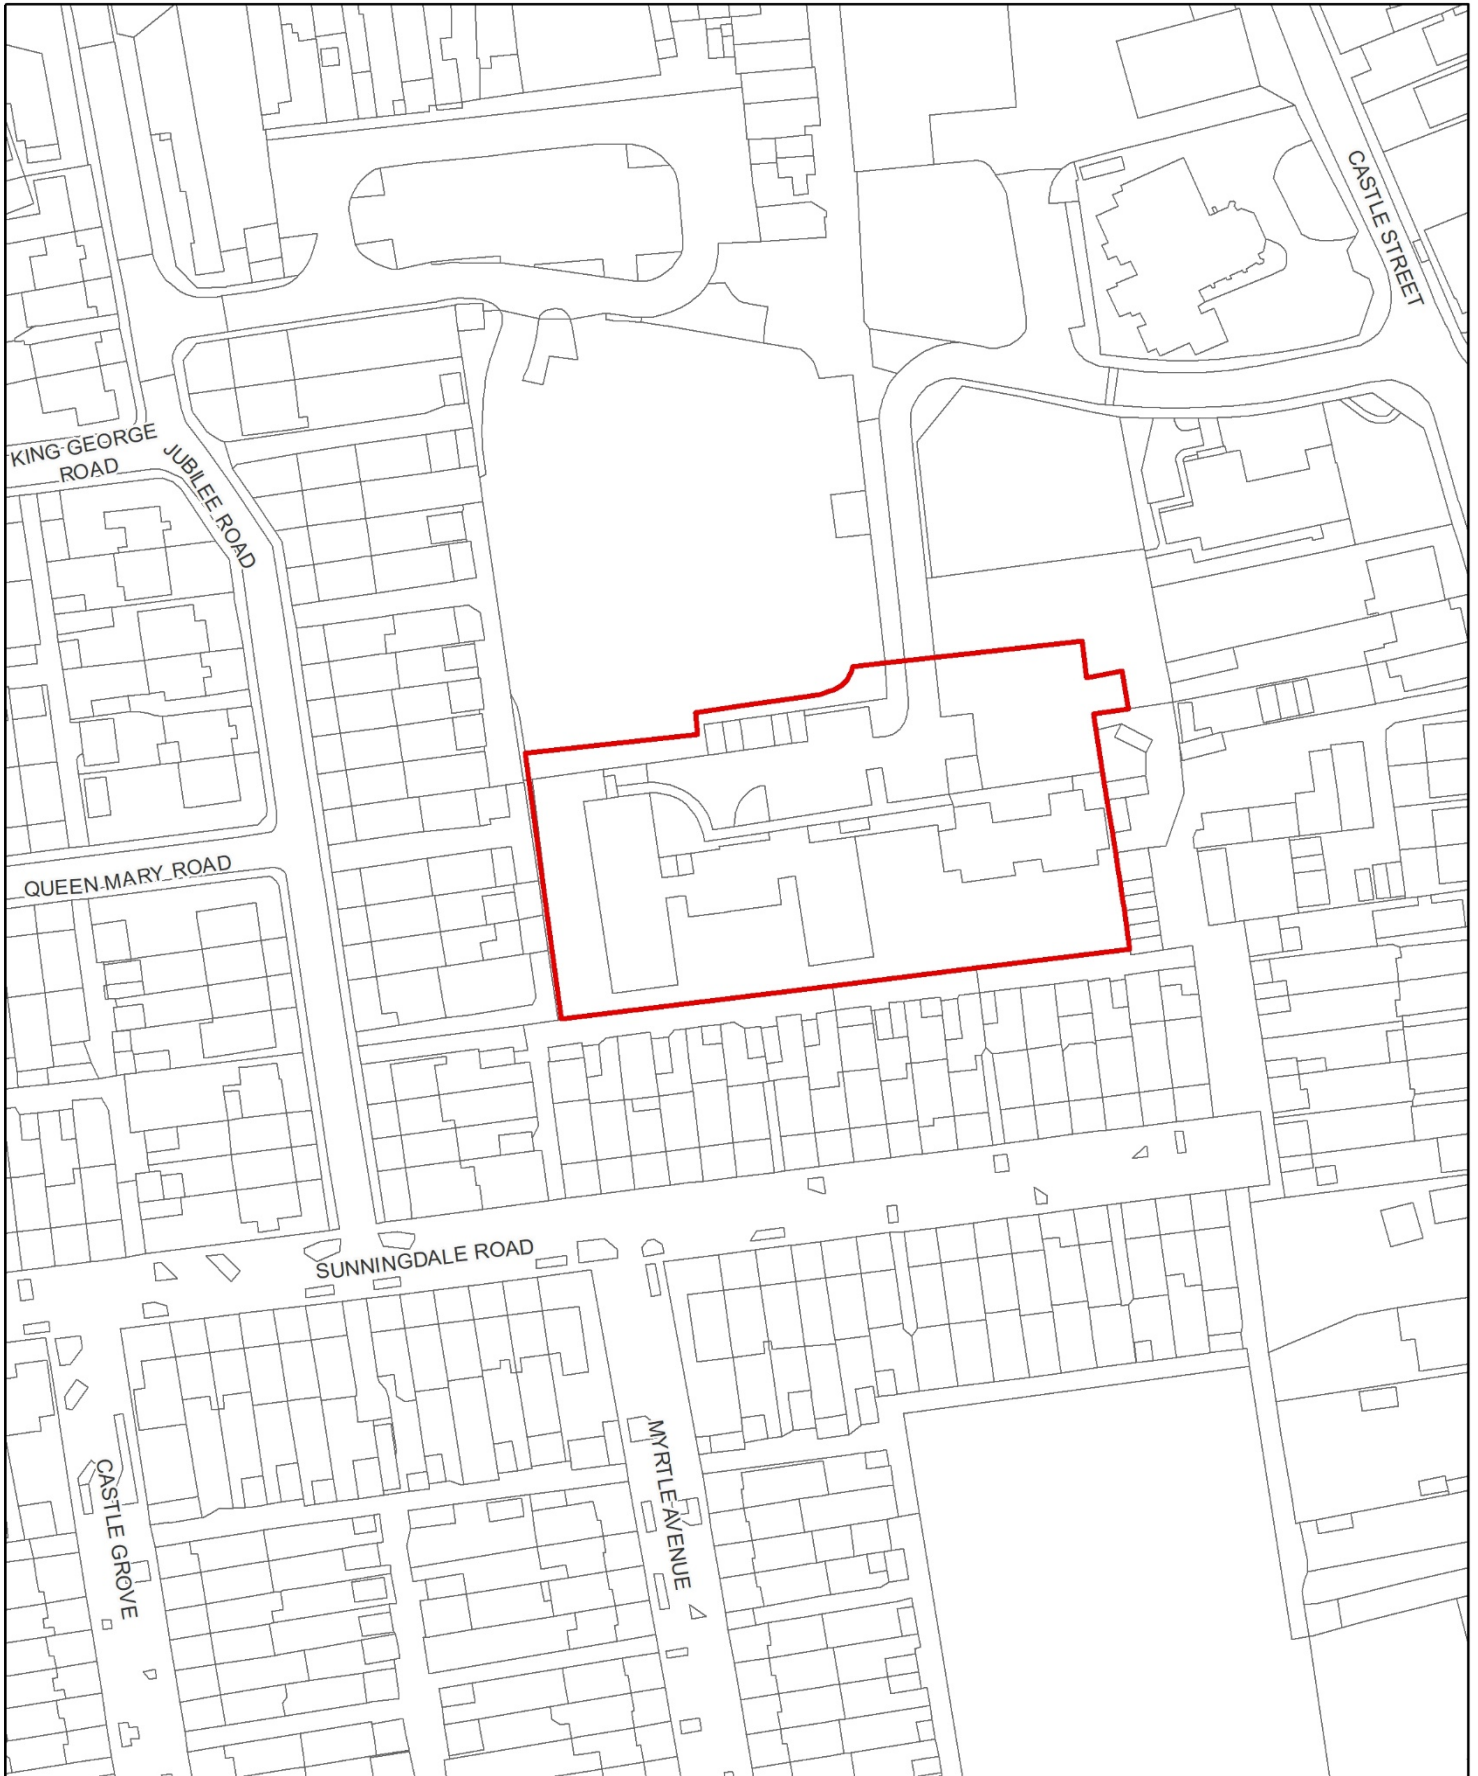 CASTLE STREET
KING GEORGE
ROAD
JUBILEE ROAD
QUEEN MARY ROAD
SUNNINGDALE ROAD
CASTLE GROVE
MYRTLE AVENUE